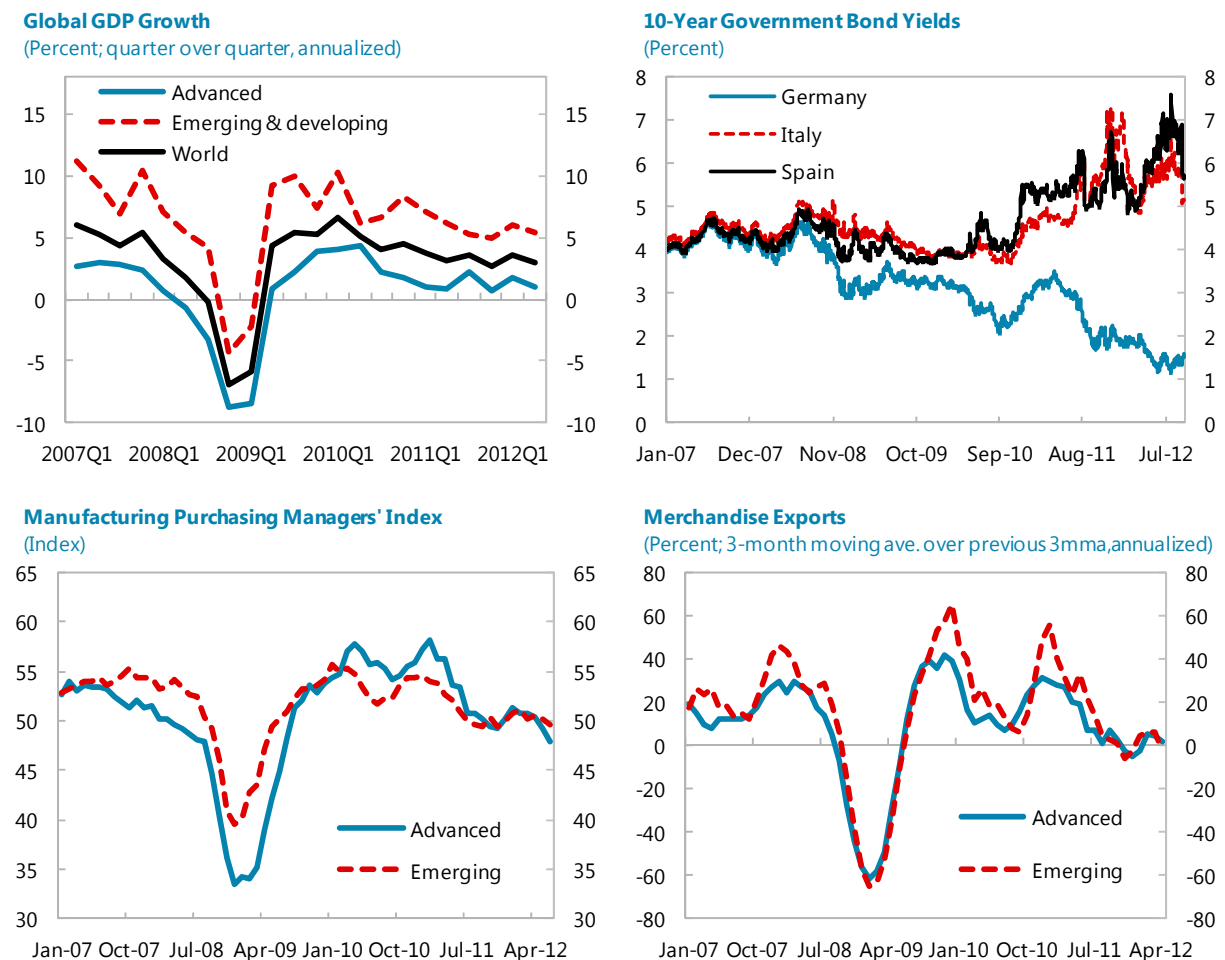 Global GDP Growth
(Percent; quarter over quarter, annualized)
15
10
5
0
-5
-10
Advanced
Emerging & developing
World
15
10
5
0
-5
-10
2007Q1 2008Q1 2009Q1 2010Q1 2011Q1 2012Q1
10-Year Government Bond Yields
(Percent)
8
7
6
5
4
3
2
1
0
Germany
Italy
Spain
8
7
6
5
4
3
2
1
0
Jan-07 Dec-07 Nov-08 Oct-09 Sep-10 Aug-11 Jul-12
Manufacturing Purchasing Managers' Index
(Index)
65
60
55
50
45
40
35
30
Advanced
Emerging
65
60
55
50
45
40
35
30
Jan-07 Oct-07 Jul-08 Apr-09 Jan-10 Oct-10 Jul-11 Apr-12
Merchandise Exports
(Percent; 3-month moving ave. over previous 3mma,annualized)
80
60
40
20
0
-20
-40
-60
-80
Advanced
Emerging
80
60
40
20
0
-20
-40
-60
-80
Jan-07 Oct-07 Jul-08 Apr-09 Jan-10 Oct-10 Jul-11 Apr-12